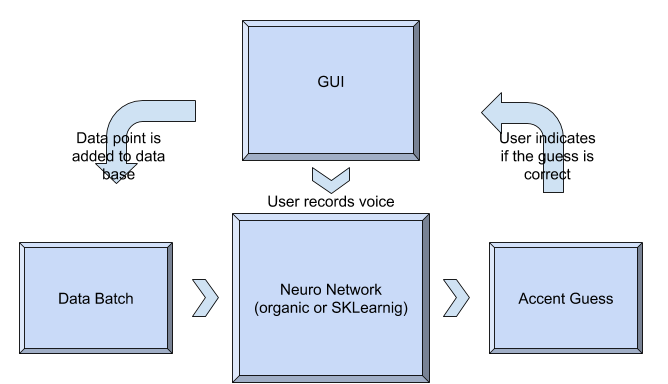 GUI
Data point is
added to data
base
User indicates
if the guess is
correct
User records voice
Data Batch
Neuro Network
(organic or SKLearnig)
Accent Guess